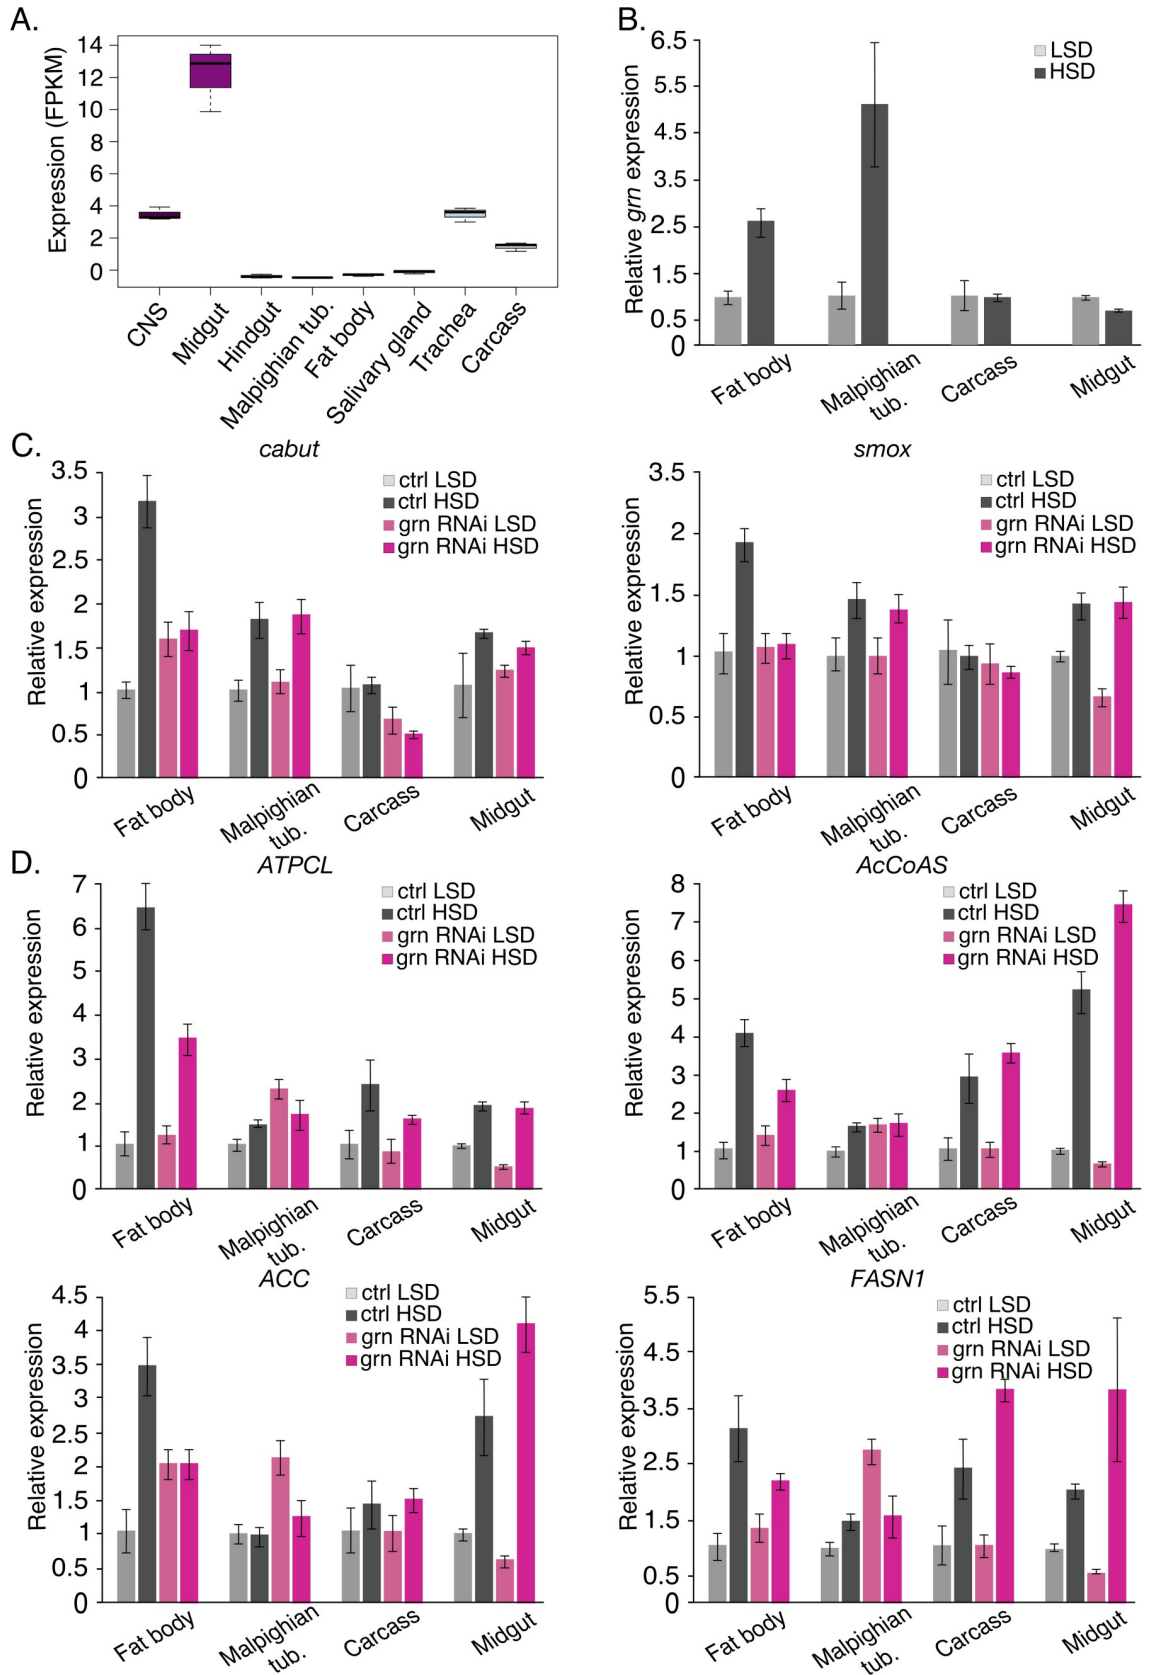 A.
Expression (FPKM)
14
12
10
8
6
4
2
0
CNS
Midgut
Hindgut
Malpighian tub.
Fat body
Salivary gland
Trachea
Carcass
B.
Relative grn expression
6.5
5.5
4.5
3.5
2.5
1.5
0.5
0
LSD
HSD
Fat body
Malpighian
tub.
Carcass
Midgut
C.
cabut
Relative expression
3.5
3
2.5
2
1.5
1
0.5
0
ctrl LSD
ctrl HSD
grn RNAi LSD
grn RNAi HSD
Fat body
Malpighian
tub.
Carcass
Midgut
smox
Relative expression
3.5
2
1.5
1
0.5
0
ctrl LSD
ctrl HSD
grn RNAi LSD
grn RNAi HSD
Fat body
Malpighian
tub.
Carcass
Midgut
D.
ATPCL
Relative expression
7
6
5
4
3
2
1
0
ctrl LSD
ctrl HSD
grn RNAi LSD
grn RNAi HSD
Fat body
Malpighian
tub.
Carcass
Midgut
AcCoAS
Relative expression
8
7
6
5
4
3
2
1
0
ctrl LSD
ctrl HSD
grn RNAi LSD
grn RNAi HSD
Fat body
Malpighian
tub.
Carcass
Midgut
ACC
Relative expression
4.5
4
3.5
3
2.5
2
1.5
1
0.5
0
ctrl LSD
ctrl HSD
grn RNAi LSD
grn RNAi HSD
Fat body
Malpighian
tub.
Carcass
Midgut
FASN1
Relative expression
5.5
4.5
3.5
2.5
1.5
0.5
0
ctrl LSD
ctrl HSD
grn RNAi LSD
grn RNAi HSD
Fat body
Malpighian
tub.
Carcass
Midgut